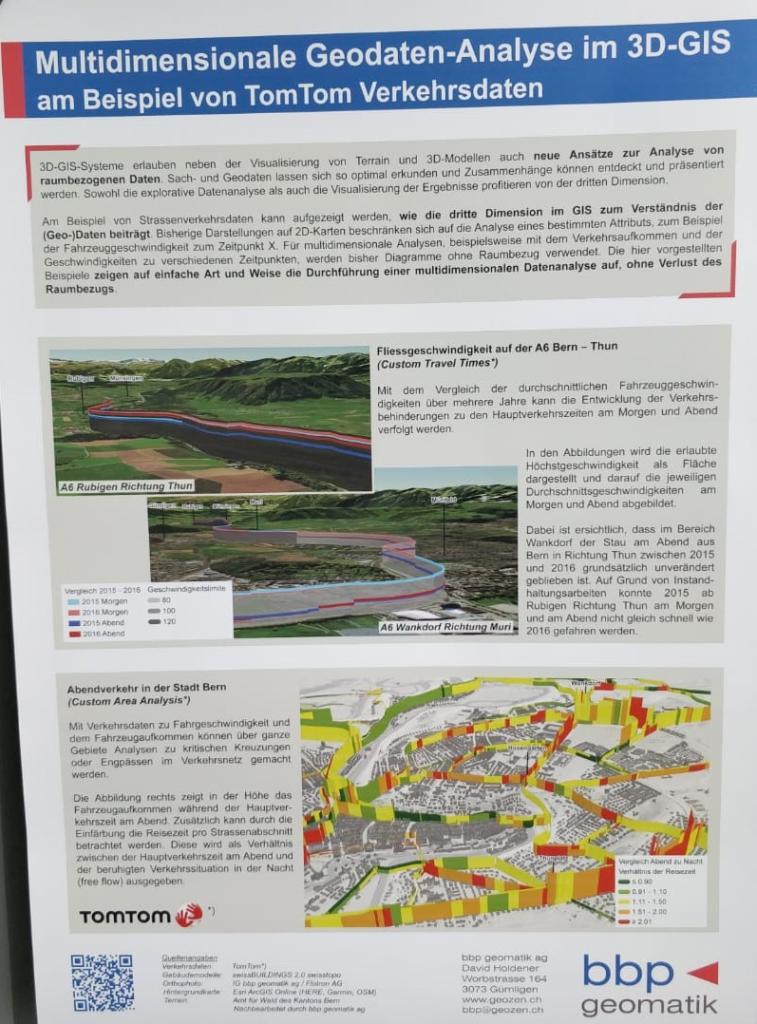 Multidimensionale Geodaten-Analyse im 3D-GIS
am Beispiel von TomTom Verkehrsdaten
3D-GIS-Systeme erlauben neben der Visualisierung von Terrain und 3D-Modellen auch neue Ansätze zur Analyse von
raumbezogenen Daten. Sach- und Geodaten lassen sich so optimal erkunden und Zusammenhänge können entdeckt und präsentiert
werden. Sowohl die explorative Datenanalyse als auch die Visualisierung der Ergebnisse profitieren von der dritten Dimension.
Am Beispiel von Strassenverkehrsdaten kann aufgezeigt werden, wie die dritte Dimension im GIS zum Verständnis der
(Geo-)Daten beiträgt. Bisherige Darstellungen auf 2D-Karten beschränken sich auf die Analyse eines bestimmten Attributs, zum Beispiel
der Fahrzeuggeschwindigkeit zum Zeitpunkt X. Für multidimensionale Analysen, beispielsweise mit dem Verkehrsaufkommen und der
Geschwindigkeiten zu verschiedenen Zeitpunkten, werden bisher Diagramme ohne Raumbezug verwendet. Die hier vorgestellten
Beispiele zeigen auf einfache Art und Weise die Durchführung einer multidimensionalen Datenanalyse auf, ohne Verlust des
Raumbezugs.
Fliessgeschwindigkeit auf der A6 Bern – Thun
(Custom Travel Times*)
Mit dem Vergleich der durchschnittlichen Fahrzeuggeschwin-
digkeiten über mehrere Jahre kann die Entwicklung der Verkehrs-
behinderungen zu den Hauptverkehrszeiten am Morgen und Abend
verfolgt werden.
In den Abbildungen wird die erlaubte
Höchstgeschwindigkeit als Fläche
dargestellt und darauf die jeweiligen
Durchschnittsgeschwindigkeiten am
Morgen und Abend abgebildet.
Dabei ist ersichtlich, dass im Bereich
Wankdorf der Stau am Abend aus
Bern in Richtung Thun zwischen 2015
und 2016 grundsätzlich unverändert
geblieben ist. Auf Grund von Instand-
haltungsarbeiten konnte 2015 ab
Rubigen Richtung Thun am Morgen
und am Abend nicht gleich schnell wie
2016 gefahren werden.
Rubigen Münsingen
A6 Rubigen Richtung Thun
Muri
A6 Wankdorf Richtung Muri
Vergleich 2015 - 2016 Geschwindigkeitslimite
2015 Morgen 80
2016 Morgen 100
2015 Abend 120
2016 Abend
Abendverkehr in der Stadt Bern
(Custom Area Analysis*)
Mit Verkehrsdaten zu Fahrgeschwindigkeit und
dem Fahrzeugaufkommen können über ganze
Gebiete Analysen zu kritischen Kreuzungen
oder Engpässen im Verkehrsnetz gemacht
werden.
Die Abbildung rechts zeigt in der Höhe das
Fahrzeugaufkommen während der Hauptver-
kehrszeit am Abend. Zusätzlich kann durch die
Einfärbung die Reisezeit pro Strassenabschnitt
betrachtet werden. Diese wird als Verhältnis
zwischen der Hauptverkehrszeit am Abend und
der beruhigten Verkehrssituation in der Nacht
(free flow) ausgegeben.
TOMTOM *)
Wankdorf
Rosengarten
Thunplatz
Vergleich Abend zu Nacht
Verhältnis der Reisezeit
≤ 0.90
0.91 - 1.10
1.11 - 1.50
1.51 - 2.00
≥ 2.01
Quellenangaben
Verkehrsdaten: TomTom*)
Gebäudemodelle: swissBUILDINGS 2.0 swisstopo
Orthophoto: IG bbp geomatik ag / Flotron AG
Hintergrundkarte: Esri ArcGIS Online (HERE, Garmin, OSM)
Terrain: Amt für Wald des Kantons Bern
Nachbearbeitet durch bbp geomatik ag
bbp geomatik ag
David Holdener
Worbstrasse 164
3073 Gümligen
www.geozen.ch
bbp@geozen.ch
bbp
geomatik